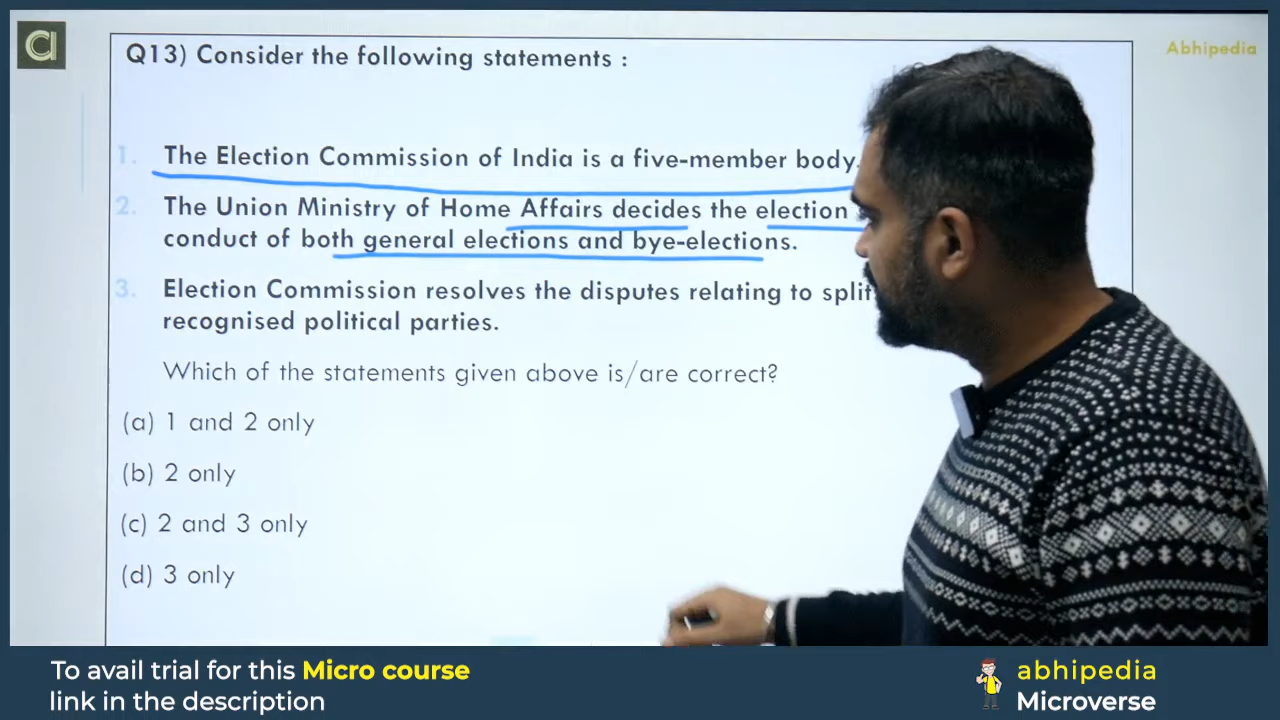 Q13) Consider the following statements :
Abhipedia
1. The Election Commission of India is a five-member body.
2. The Union Ministry of Home Affairs decides the election
conduct of both general elections and bye-elections.
3. Election Commission resolves the disputes relating to split
recognised political parties.
Which of the statements given above is/are correct?
(a) 1 and 2 only
(b) 2 only
(c) 2 and 3 only
(d) 3 only
To avail trial for this Micro course
link in the description
abhipedia
Microverse